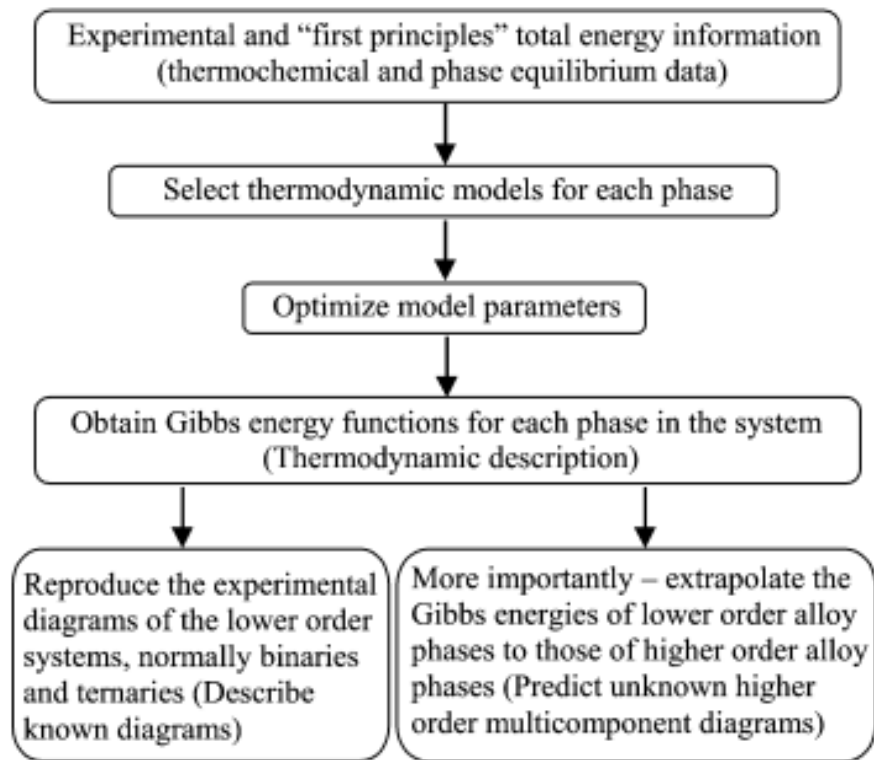 Experimental and “first principles” total energy information
(thermochemical and phase equilibrium data)
Select thermodynamic models for each phase
Optimize model parameters
Obtain Gibbs energy functions for each phase in the system
(Thermodynamic description)
Reproduce the experimental
diagrams of the lower order
systems, normally binaries
and ternaries (Describe
known diagrams)
More importantly – extrapolate the
Gibbs energies of lower order alloy
phases to those of higher order alloy
phases (Predict unknown higher
order multicomponent diagrams)